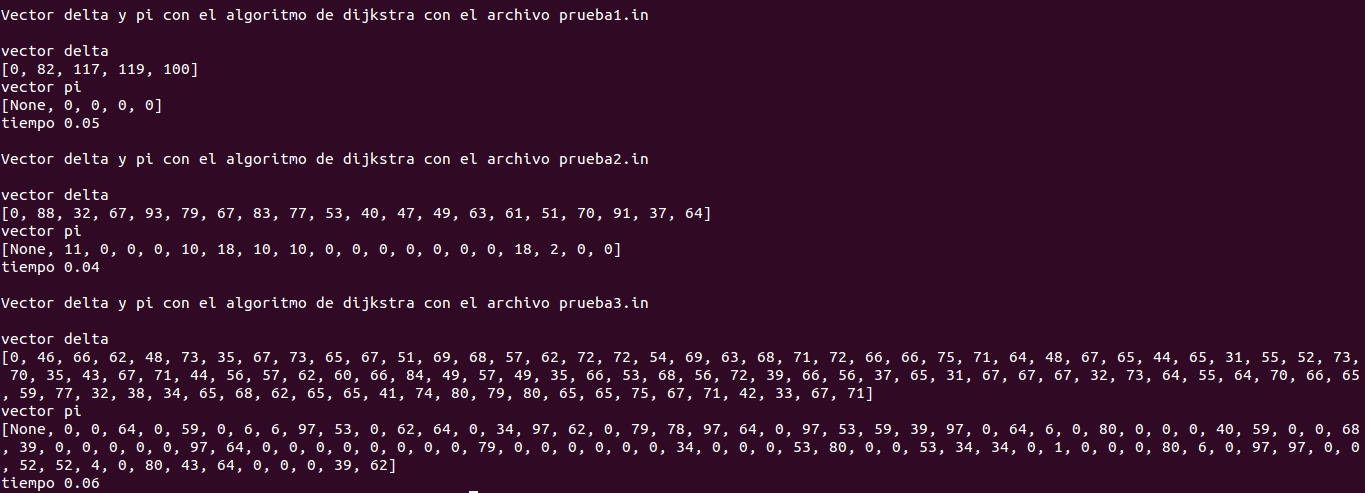 Vector delta y pi con el algoritmo de dijkstra con el archivo prueba1.in
vector delta
[0, 82, 117, 119, 100]
vector pi
[None, 0, 0, 0, 0]
tiempo 0.05
Vector delta y pi con el algoritmo de dijkstra con el archivo prueba2.in
vector delta
[0, 88, 32, 67, 93, 79, 67, 83, 77, 53, 40, 47, 49, 63, 61, 51, 70, 91, 37, 64]
vector pi
[None, 11, 0, 0, 0, 10, 18, 10, 10, 0, 0, 0, 0, 0, 0, 0, 18, 2, 0, 0]
tiempo 0.04
Vector delta y pi con el algoritmo de dijkstra con el archivo prueba3.in
vector delta
[0, 46, 66, 62, 48, 73, 35, 67, 73, 65, 67, 51, 69, 68, 57, 62, 72, 72, 54, 69, 63, 68, 71, 72, 66, 66, 75, 71, 64, 48, 67, 65, 44, 65, 31, 55, 52, 73,
70, 35, 43, 67, 71, 44, 56, 57, 62, 60, 66, 84, 49, 57, 49, 35, 66, 53, 68, 56, 72, 39, 66, 56, 37, 65, 31, 67, 67, 67, 32, 73, 64, 55, 64, 70, 66, 65
, 59, 77, 32, 38, 34, 65, 68, 62, 65, 65, 41, 74, 80, 79, 80, 65, 65, 75, 67, 71, 42, 33, 67, 71]
vector pi
[None, 0, 0, 64, 0, 59, 0, 6, 6, 97, 53, 0, 62, 64, 0, 34, 97, 62, 0, 79, 78, 97, 64, 0, 97, 53, 59, 39, 97, 0, 64, 6, 0, 80, 0, 0, 0, 40, 59, 0, 0, 68
, 39, 0, 0, 0, 0, 0, 97, 64, 0, 0, 0, 0, 0, 0, 0, 0, 0, 79, 0, 0, 0, 0, 0, 0, 34, 0, 0, 0, 53, 80, 0, 0, 53, 34, 34, 0, 1, 0, 0, 0, 80, 6, 0, 97, 97, 0, 0
, 52, 52, 4, 0, 80, 43, 64, 0, 0, 0, 39, 62]
tiempo 0.06